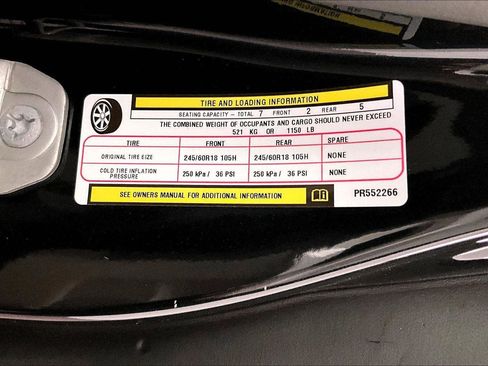 TIRE AND LOADING INFORMATION
SEATING CAPACITY - TOTAL 7 FRONT 2 REAR 5
THE COMBINED WEIGHT OF OCCUPANTS AND CARGO SHOULD NEVER EXCEED
521 KG OR 1150 LB
TIRE FRONT REAR SPARE
ORIGINAL TIRE SIZE 245/60R18 105H 245/60R18 105H NONE
COLD TIRE INFLATION PRESSURE 250 kPa / 36 PSI 250 kPa / 36 PSI NONE
SEE OWNERS MANUAL FOR ADDITIONAL INFORMATION PR552266